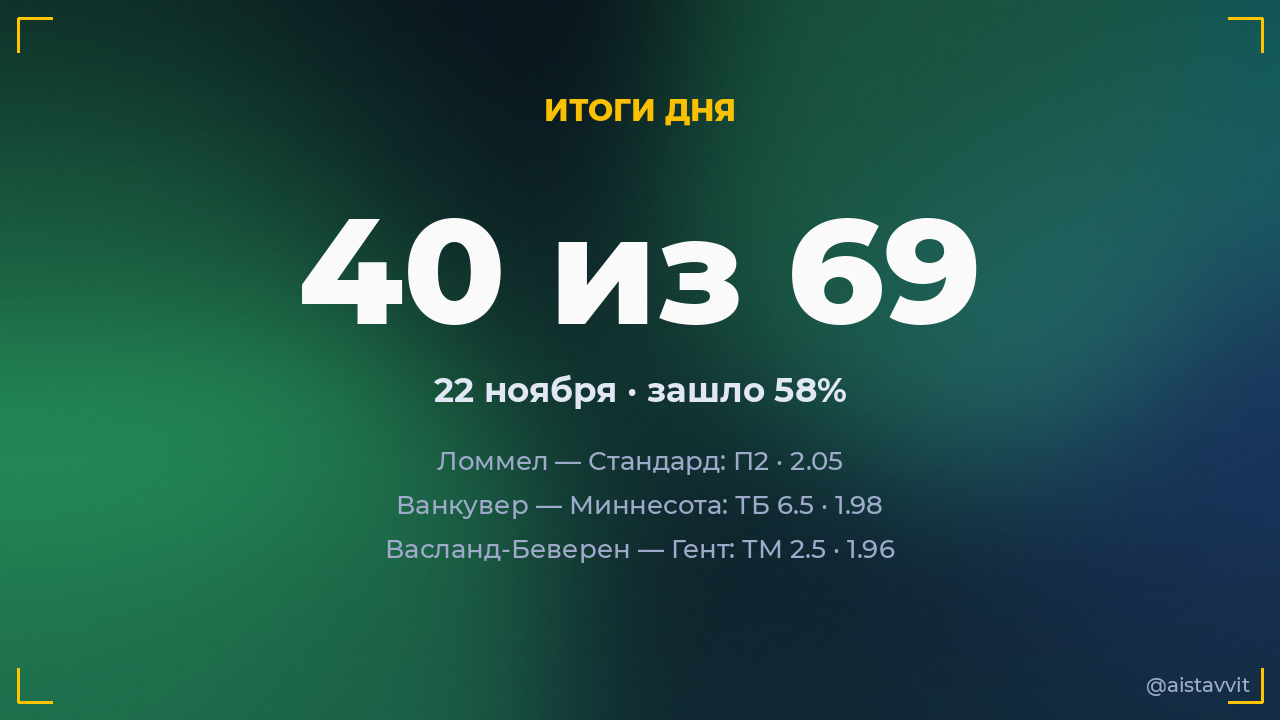 ИТОГИ ДНЯ
40 из 69
22 ноября · зашло 58%
Ломмел — Стандард: П2 · 2.05
Ванкувер — Миннесота: ТБ 6.5 · 1.98
Васланд-Беверен — Гент: ТМ 2.5 · 1.96
@aistavvit